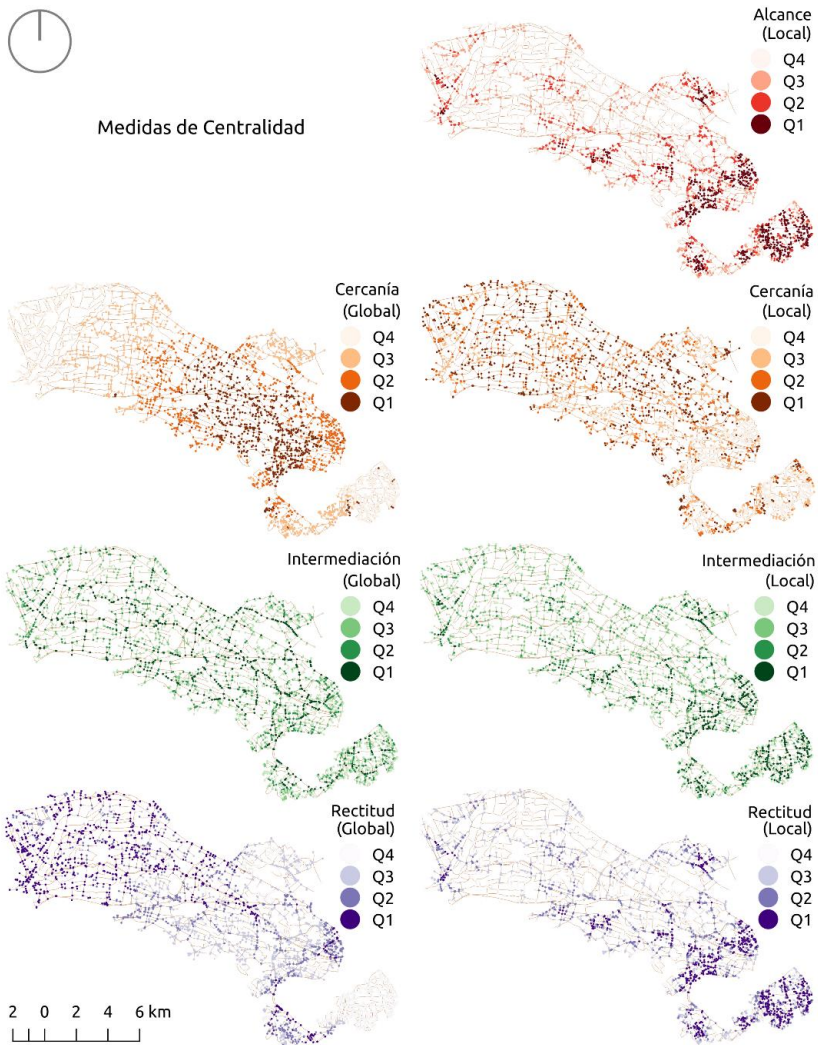 Medidas de Centralidad
Alcance
(Local)
Q4
Q3
Q2
Q1
Cercanía
(Global)
Q4
Q3
Q2
Q1
Cercanía
(Local)
Q4
Q3
Q2
Q1
Intermediación
(Global)
Q4
Q3
Q2
Q1
Intermediación
(Local)
Q4
Q3
Q2
Q1
Rectitud
(Global)
Q4
Q3
Q2
Q1
Rectitud
(Local)
Q4
Q3
Q2
Q1
2 0 2 4 6 km